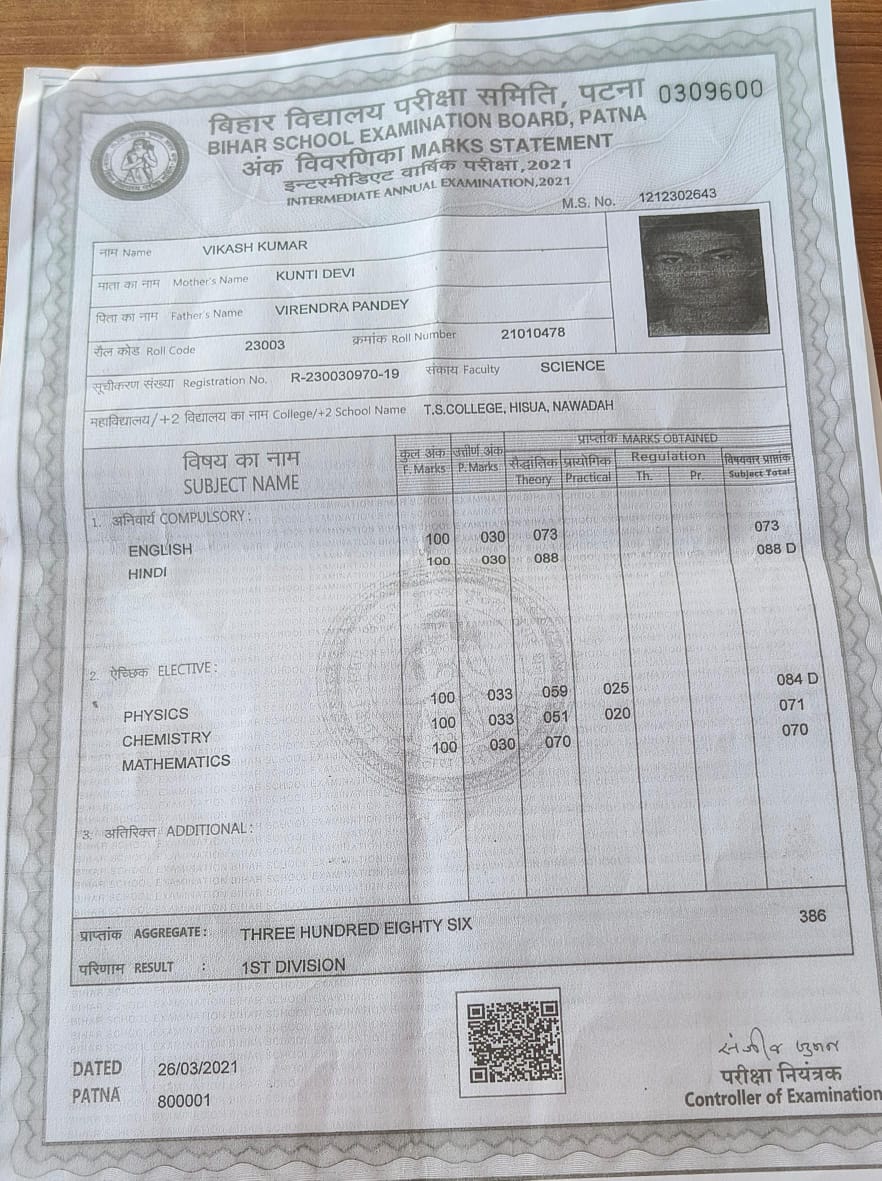 बिहार विद्यालय परीक्षा समिति, पटना 0309600
BIHAR SCHOOL EXAMINATION BOARD, PATNA
अंक विवरणिका MARKS STATEMENT
इन्टरमीडिएट वार्षिक परीक्षा,2021
INTERMEDIATE ANNUAL EXAMINATION,2021
M.S. No. 1212302643
नाम Name VIKASH KUMAR
माता का नाम Mother's Name KUNTI DEVI
पिता का नाम Father's Name VIRENDRA PANDEY
रौल कोड Roll Code 23003 क्रमांक Roll Number 21010478
सूचीकरण संख्या Registration No. R-230030970-19 संकाय Faculty SCIENCE
महाविद्यालय/+2 विद्यालय का नाम College/+2 School Name T.S.COLLEGE, HISUA, NAWADAH
विषय का नाम कुल अंक उत्तीर्ण अंक प्राप्तांक MARKS OBTAINED
SUBJECT NAME F. Marks P. Marks सैद्धांतिक प्रायोगिक Regulation विषयवार प्राप्तांक
Theory Practical Th. Pr. Subject Total
1. अनिवार्य COMPULSORY :
ENGLISH 100 030 073 073
HINDI 100 030 088 088 D
2. ऐच्छिक ELECTIVE :
PHYSICS 100 033 059 025 084 D
CHEMISTRY 100 033 051 020 071
MATHEMATICS 100 030 070 070
3. अतिरिक्त ADDITIONAL :
प्राप्तांक AGGREGATE : THREE HUNDRED EIGHTY SIX 386
परिणाम RESULT : 1ST DIVISION
DATED 26/03/2021
PATNA 800001
परीक्षा नियंत्रक
Controller of Examination